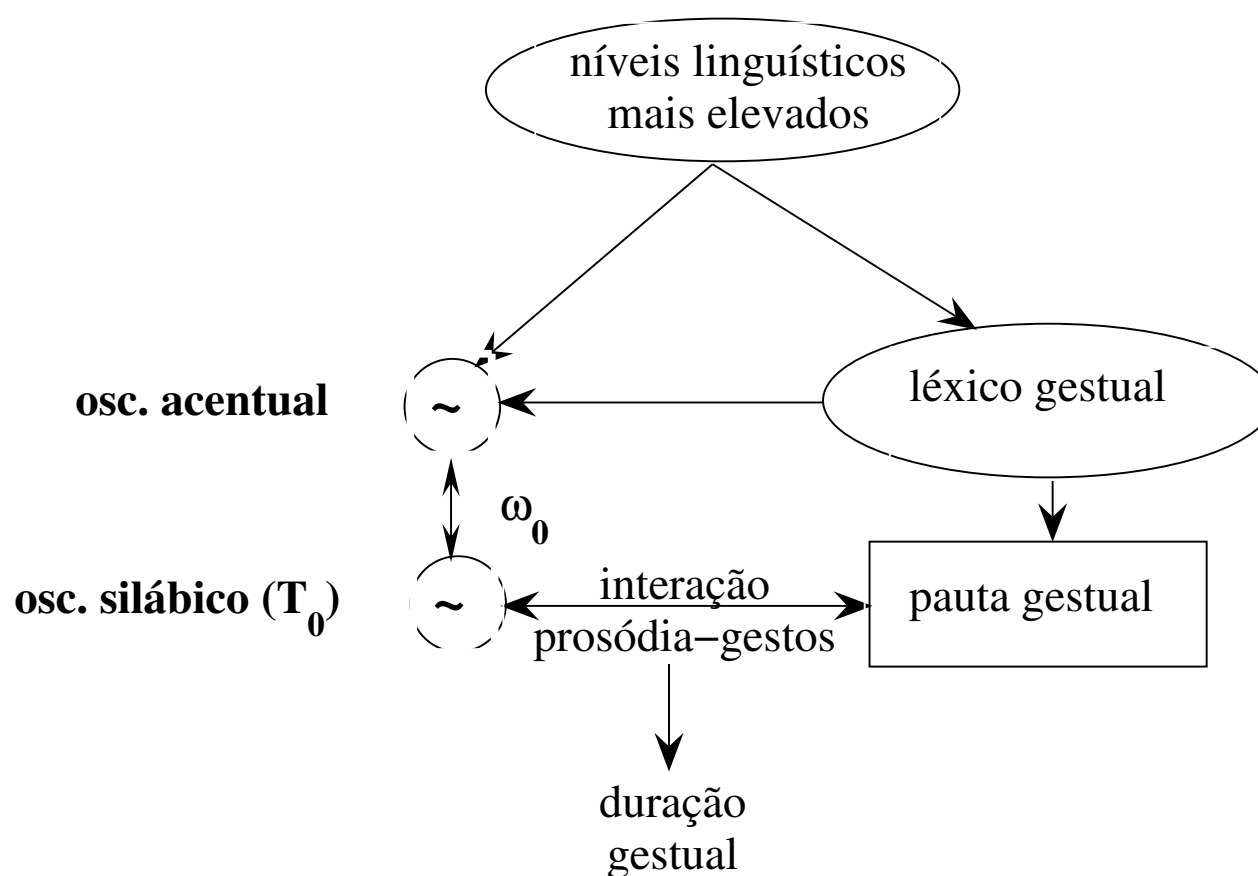 níveis linguísticos
mais elevados
osc. acentual
~
léxico gestual
ω₀
osc. silábico (T₀)
~
interação
prosódia−gestos
pauta gestual
duração
gestual